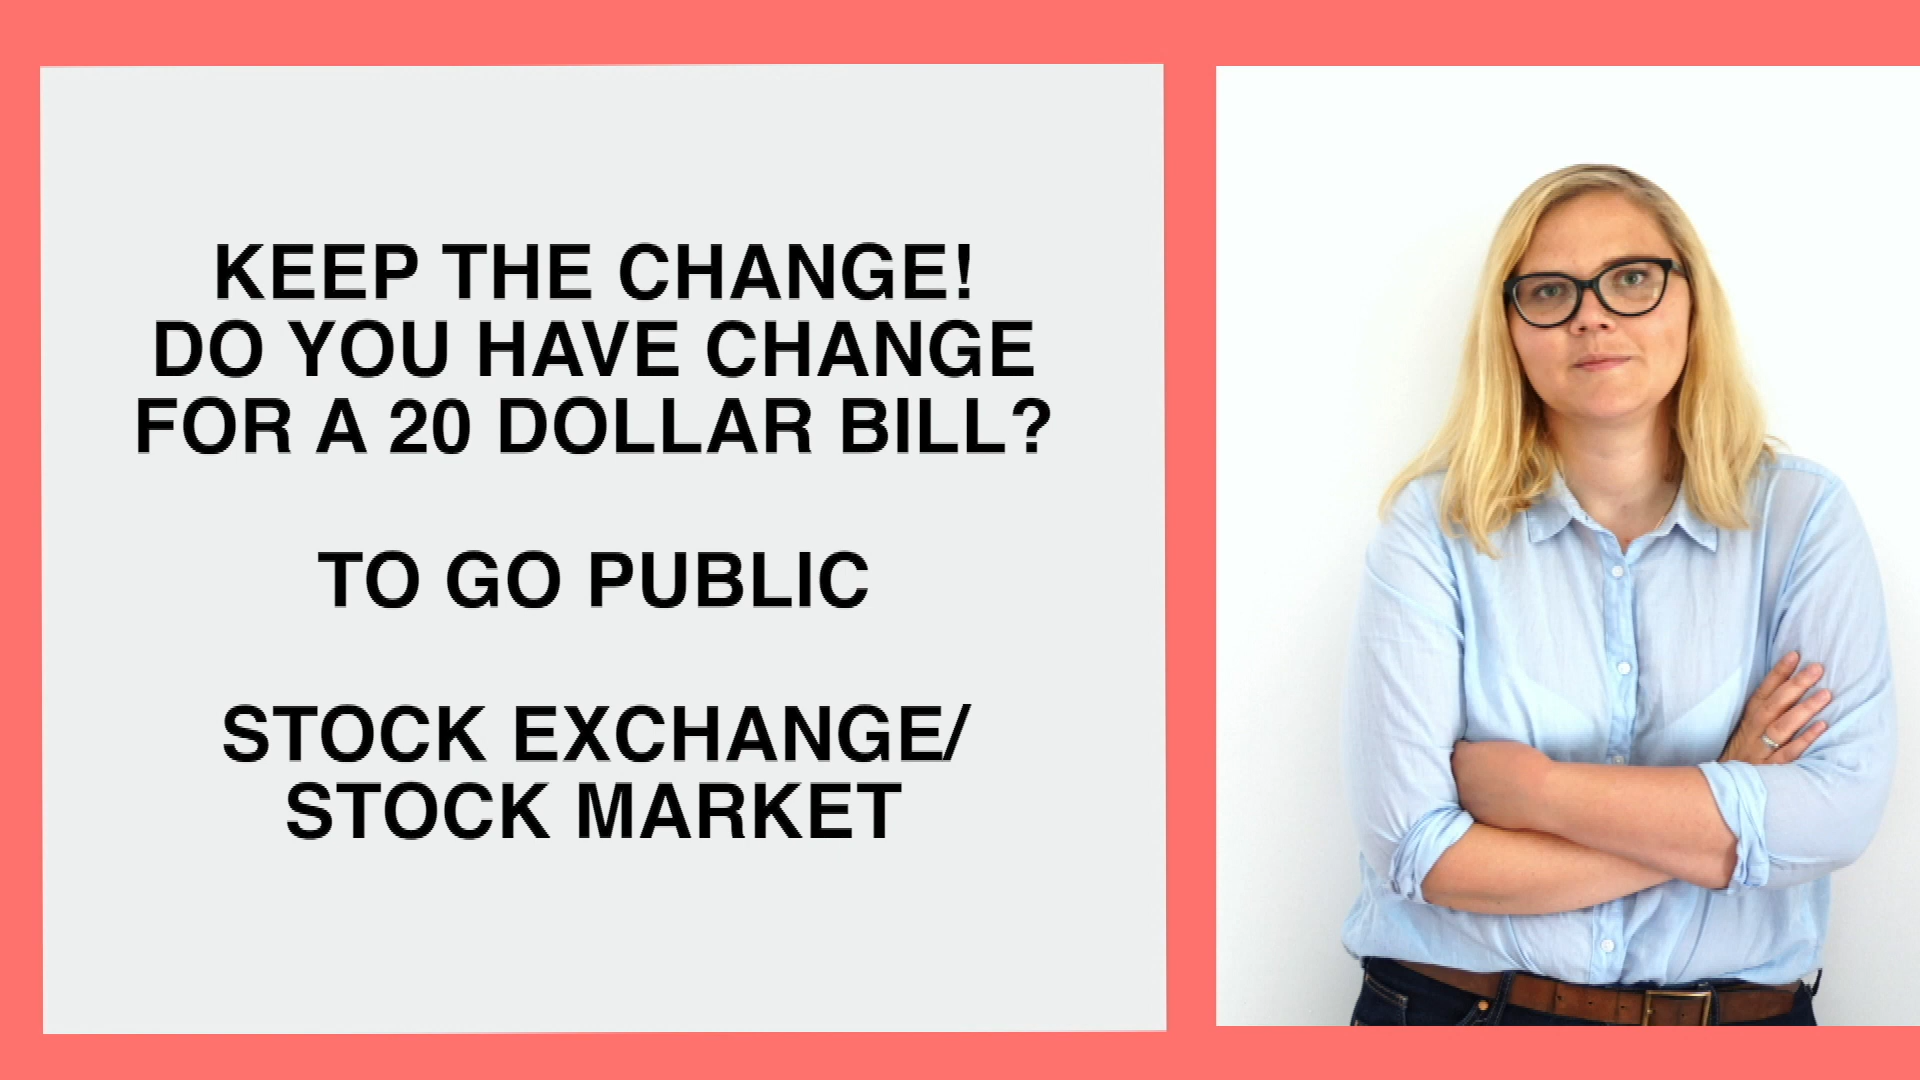 KEEP THE CHANGE!
DO YOU HAVE CHANGE
FOR A 20 DOLLAR BILL?
TO GO PUBLIC
STOCK EXCHANGE/
STOCK MARKET